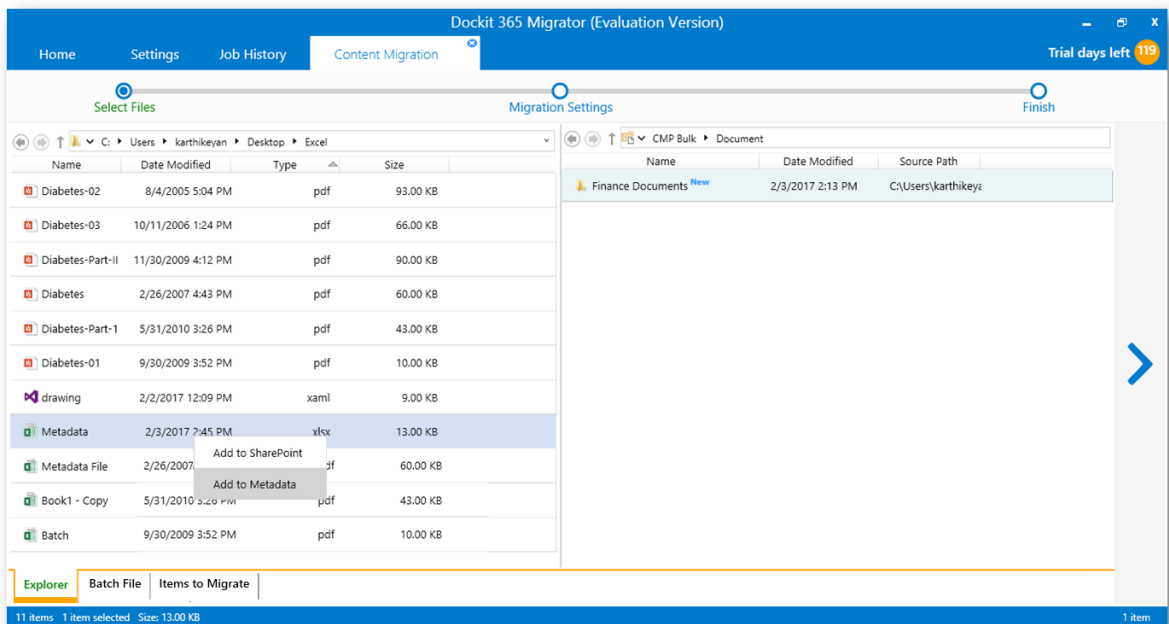 Dockit 365 Migrator (Evaluation Version)
Home Settings Job History Content Migration
Trial days left 119
Select Files Migration Settings Finish
C: Users karthikeyan Desktop Excel
CMP Bulk Document
Name Date Modified Type Size
Name Date Modified Source Path
Finance Documents New 2/3/2017 2:13 PM C:\Users\karthikeya
Diabetes-02 8/4/2005 5:04 PM pdf 93.00 KB
Diabetes-03 10/11/2006 1:24 PM pdf 66.00 KB
Diabetes-Part-II 11/30/2009 4:12 PM pdf 90.00 KB
Diabetes 2/26/2007 4:43 PM pdf 60.00 KB
Diabetes-Part-1 5/31/2010 3:26 PM pdf 43.00 KB
Diabetes-01 9/30/2009 3:52 PM pdf 10.00 KB
drawing 2/2/2017 12:09 PM xaml 9.00 KB
Metadata 2/3/2017 2:45 PM xlsx 13.00 KB
Add to SharePoint
Metadata File 2/26/2007 df 60.00 KB
Add to Metadata
Book1 - Copy 5/31/2010 3:26 PM pdf 43.00 KB
Batch 9/30/2009 3:52 PM pdf 10.00 KB
Explorer Batch File Items to Migrate
11 items 1 item selected Size: 13.00 KB
1 item